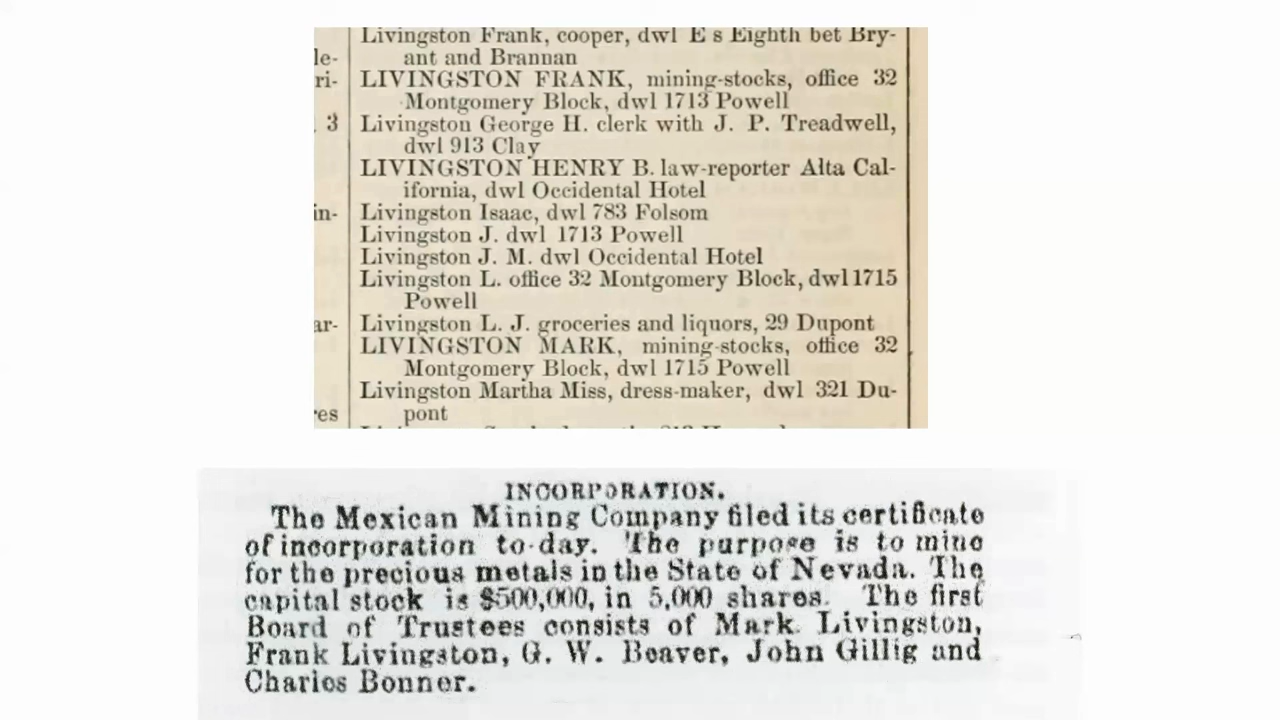 Livingston Frank, cooper, dwl E s Eighth bet Bry-
le- ant and Brannan
ri- LIVINGSTON FRANK, mining-stocks, office 32
Montgomery Block, dwl 1713 Powell
3 Livingston George H. clerk with J. P. Treadwell,
dwl 913 Clay
LIVINGSTON HENRY B. law-reporter Alta Cal-
ifornia, dwl Occidental Hotel
in- Livingston Isaac, dwl 783 Folsom
Livingston J. dwl 1713 Powell
Livingston J. M. dwl Occidental Hotel
Livingston L. office 32 Montgomery Block, dwl 1715
Powell
ar- Livingston L. J. groceries and liquors, 29 Dupont
LIVINGSTON MARK, mining-stocks, office 32
Montgomery Block, dwl 1715 Powell
Livingston Martha Miss, dress-maker, dwl 321 Du-
res pont
INCORPORATION.
The Mexican Mining Company filed its certificate
of incorporation to-day. The purpose is to mine
for the precious metals in the State of Nevada. The
capital stock is $500,000, in 5,000 shares. The first
Board of Trustees consists of Mark Livingston,
Frank Livingston, G. W. Beaver, John Gillig and
Charles Bonner.